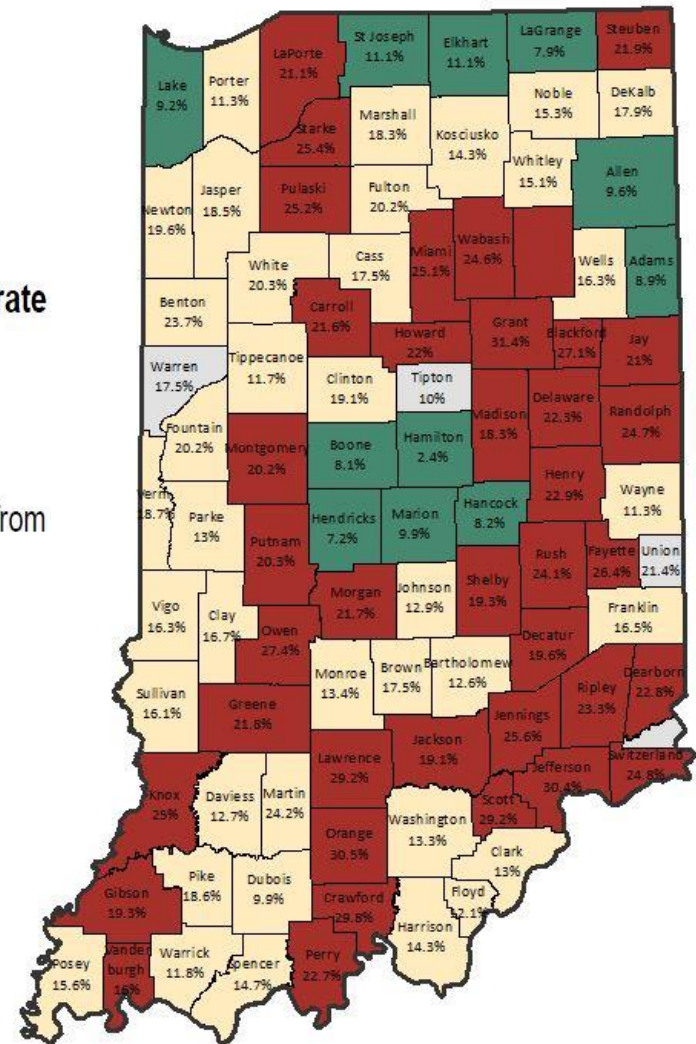 rate
from
St Joseph
11.1%
Elkhart
11.1%
LaGrange
7.9%
Steuben
21.9%
LaPorte
21.1%
Lake
9.2%
Porter
11.3%
Noble
15.3%
DeKalb
17.9%
Marshall
18.3%
Starke
25.4%
Kosciusko
14.3%
Whitley
15.1%
Allen
9.6%
Newton
19.6%
Jasper
18.5%
Pulaski
25.2%
Fulton
20.2%
Miami
25.1%
Wabash
24.6%
White
20.3%
Cass
17.5%
Wells
16.3%
Adams
8.9%
Benton
23.7%
Carroll
21.6%
Howard
22%
Grant
31.4%
Blackford
27.1%
Jay
21%
Warren
17.5%
Tippecanoe
11.7%
Clinton
19.1%
Tipton
10%
Madison
18.3%
Delaware
22.3%
Randolph
24.7%
Fountain
20.2%
Montgomery
20.2%
Boone
8.1%
Hamilton
2.4%
Henry
22.9%
Wayne
11.3%
18.7%
Parke
13%
Putnam
20.3%
Hendricks
7.2%
Marion
9.9%
Hancock
8.2%
Rush
24.1%
Fayette
26.4%
Union
21.4%
Vigo
16.3%
Clay
16.7%
Owen
27.4%
Morgan
21.7%
Johnson
12.9%
Shelby
19.3%
Franklin
16.5%
Decatur
19.6%
Sullivan
16.1%
Greene
21.8%
Monroe
13.4%
Brown
17.5%
Bartholomew
12.6%
Jennings
25.6%
Ripley
23.3%
Dearborn
22.8%
Jackson
19.1%
Lawrence
29.2%
Jefferson
30.4%
Switzerland
24.8%
Knox
25%
Daviess
12.7%
Martin
24.2%
Orange
30.5%
Washington
13.3%
Scott
29.2%
Clark
13%
Gibson
19.3%
Pike
18.6%
Dubois
9.9%
Crawford
29.8%
Floyd
Harrison
14.3%
Posey
15.6%
Vander
burgh
16%
Warrick
11.8%
Spencer
14.7%
Perry
22.7%